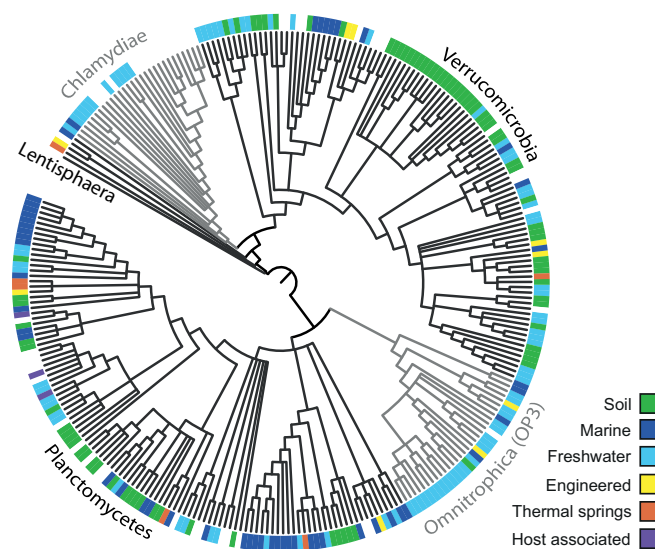 Chlamydiae
Verrucomicrobia
Lentisphaera
Planctomycetes
Omnitrophica (OP3)
Soil
Marine
Freshwater
Engineered
Thermal springs
Host associated